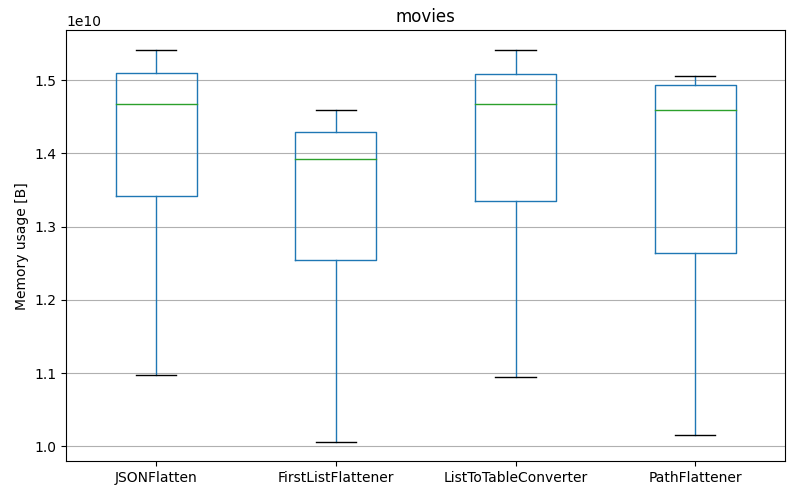 movies
1e10
Memory usage [B]
1.5
1.4
1.3
1.2
1.1
1.0
JSONFlatten FirstListFlattener ListToTableConverter PathFlattener